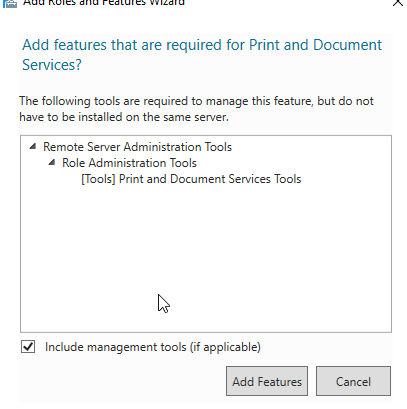 Add Roles and Features Wizard
Add features that are required for Print and Document
Services?
The following tools are required to manage this feature, but do not
have to be installed on the same server.
Remote Server Administration Tools
Role Administration Tools
[Tools] Print and Document Services Tools
Include management tools (if applicable)
Add Features
Cancel